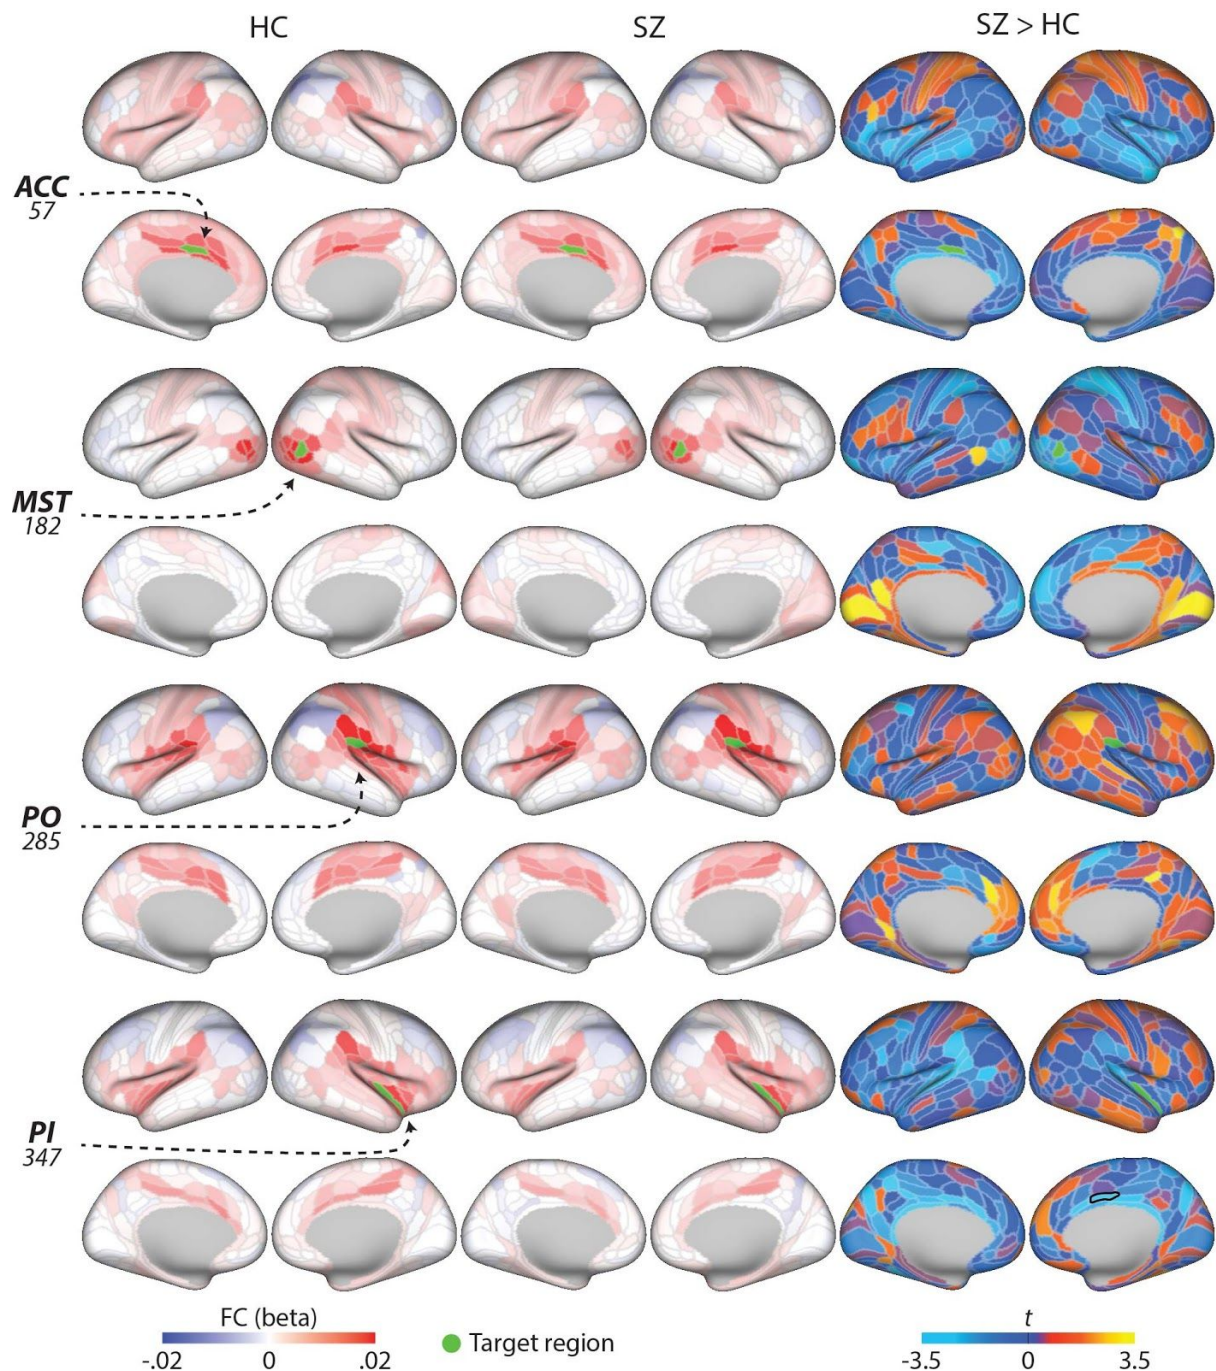 HC SZ SZ > HC
ACC
57
MST
182
PO
285
PI
347
FC (beta)
-.02 0 .02
Target region
t
-3.5 0 3.5